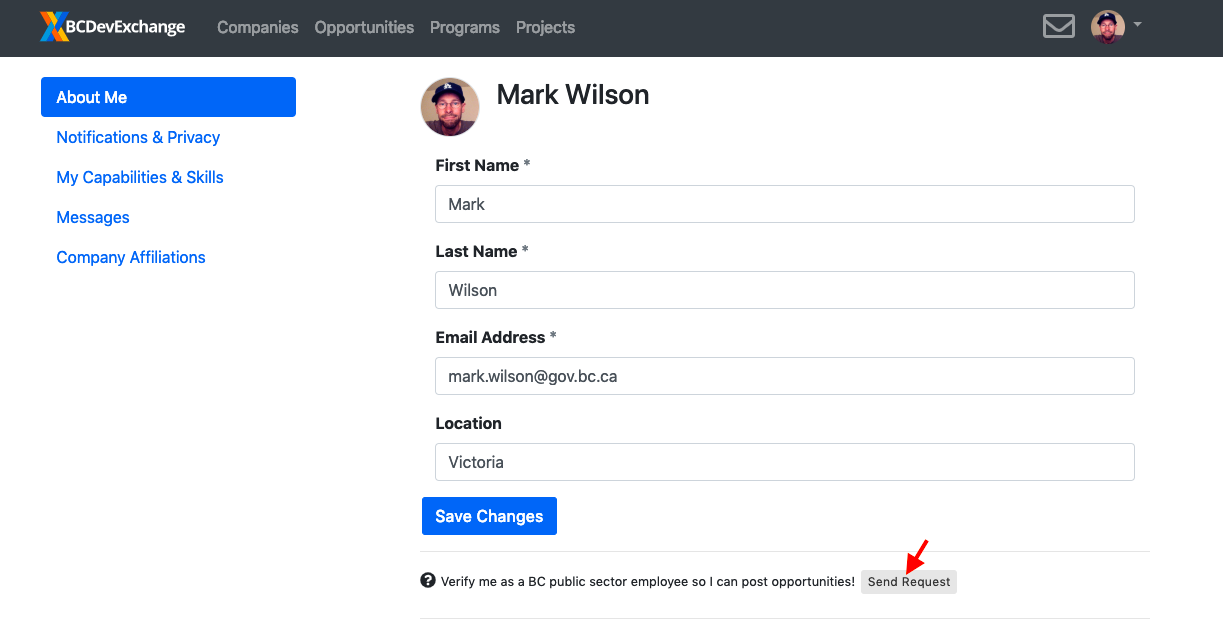 BCDevExchange Companies Opportunities Programs Projects
About Me
Notifications & Privacy
My Capabilities & Skills
Messages
Company Affiliations
Mark Wilson
First Name *
Mark
Last Name *
Wilson
Email Address *
mark.wilson@gov.bc.ca
Location
Victoria
Save Changes
? Verify me as a BC public sector employee so I can post opportunities! Send Request